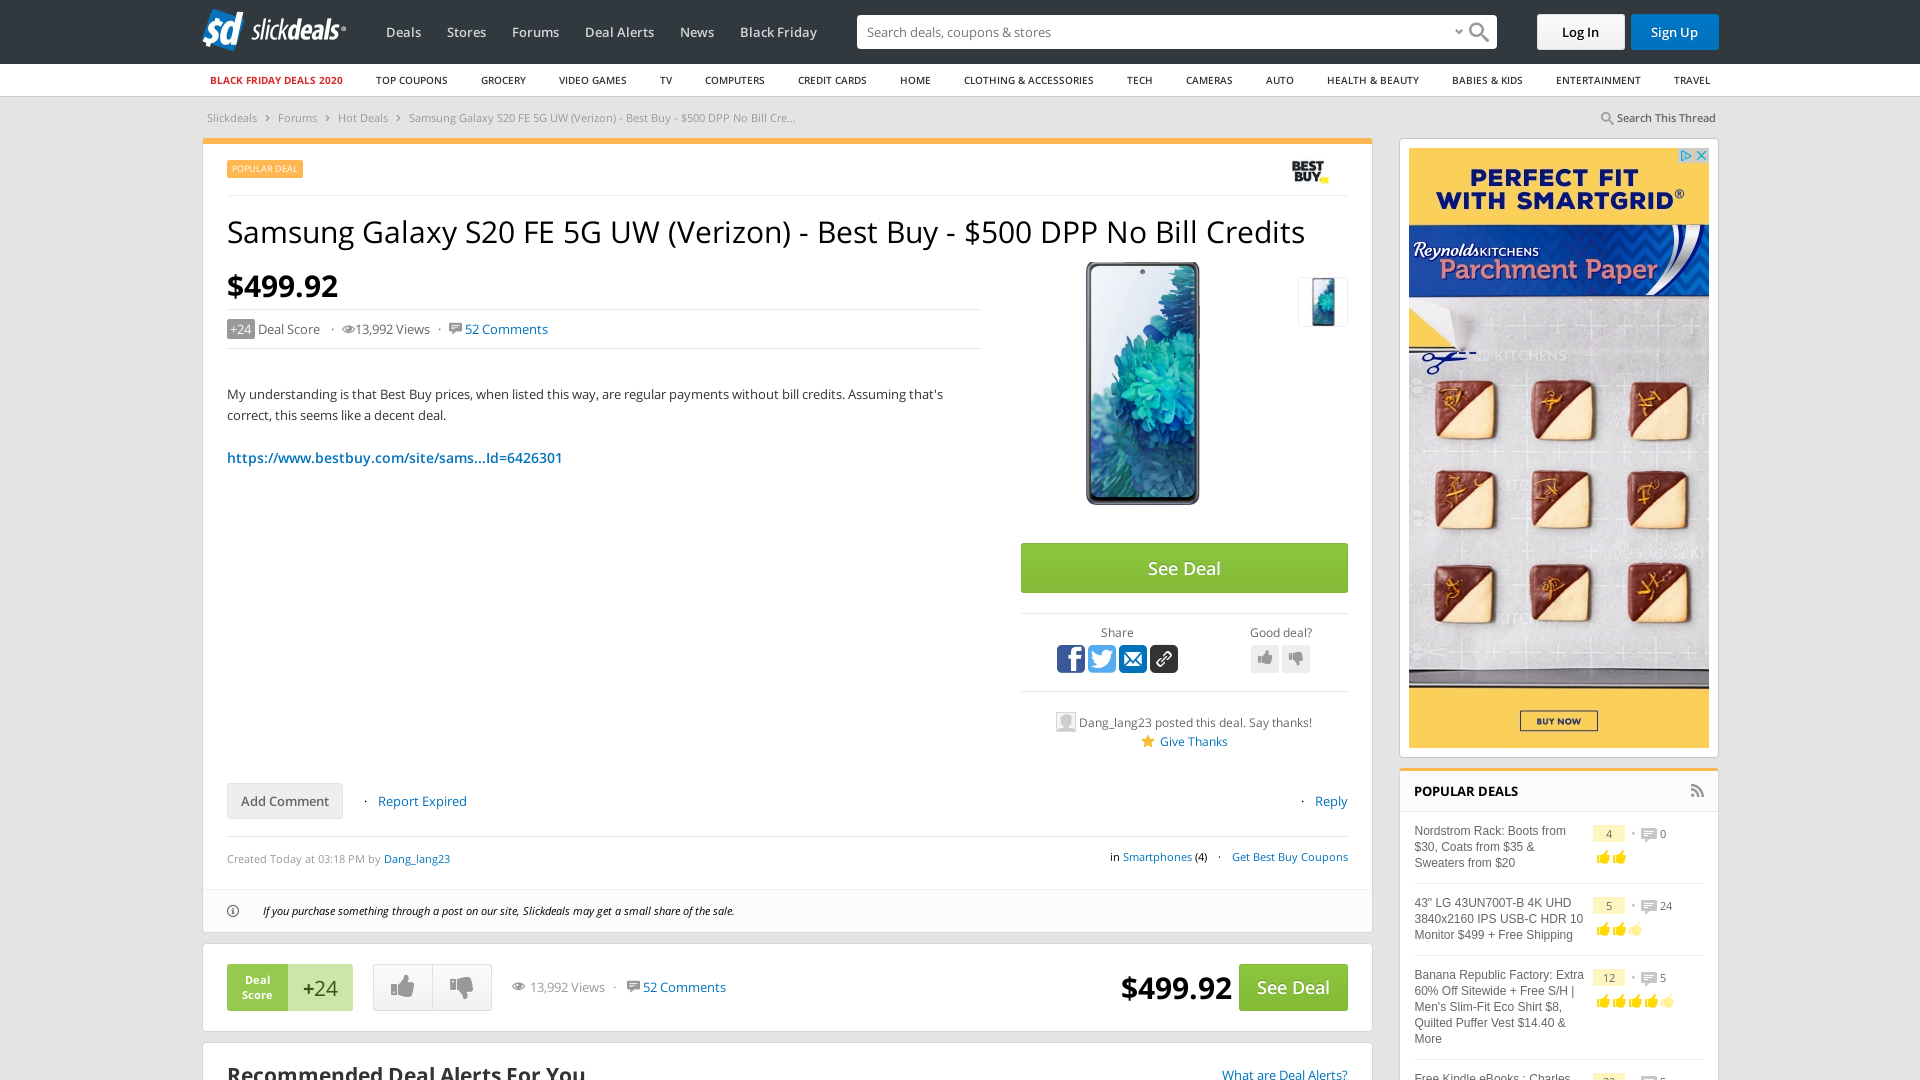 sd slickdeals
Deals
Stores
Forums
Deal Alerts
News
Black Friday
Search deals, coupons & stores
Log In
Sign Up
BLACK FRIDAY DEALS 2020
TOP COUPONS
GROCERY
VIDEO GAMES
TV
COMPUTERS
CREDIT CARDS
HOME
CLOTHING & ACCESSORIES
TECH
CAMERAS
AUTO
HEALTH & BEAUTY
BABIES & KIDS
ENTERTAINMENT
TRAVEL
Slickdeals › Forums › Hot Deals › Samsung Galaxy S20 FE 5G UW (Verizon) - Best Buy - $500 DPP No Bill Cre...
Search This Thread
POPULAR DEAL
BEST
BUY
Samsung Galaxy S20 FE 5G UW (Verizon) - Best Buy - $500 DPP No Bill Credits
$499.92
+24 Deal Score · 13,992 Views · 52 Comments
My understanding is that Best Buy prices, when listed this way, are regular payments without bill credits. Assuming that's
correct, this seems like a decent deal.
https://www.bestbuy.com/site/sams...Id=6426301
See Deal
Share
Good deal?
Dang_lang23 posted this deal. Say thanks!
Give Thanks
Add Comment · Report Expired
· Reply
Created Today at 03:18 PM by Dang_lang23
in Smartphones (4) · Get Best Buy Coupons
If you purchase something through a post on our site, Slickdeals may get a small share of the sale.
Deal
Score
+24
13,992 Views · 52 Comments
$499.92
See Deal
Recommended Deal Alerts For You
What are Deal Alerts?
PERFECT FIT
WITH SMARTGRID®
Reynolds KITCHENS
Parchment Paper
BUY NOW
POPULAR DEALS
Nordstrom Rack: Boots from
$30, Coats from $35 &
Sweaters from $20
4 • 0
43" LG 43UN700T-B 4K UHD
3840x2160 IPS USB-C HDR 10
Monitor $499 + Free Shipping
5 • 24
Banana Republic Factory: Extra
60% Off Sitewide + Free S/H |
Men's Slim-Fit Eco Shirt $8,
Quilted Puffer Vest $14.40 &
More
12 • 5
Free Kindle eBooks : Charles